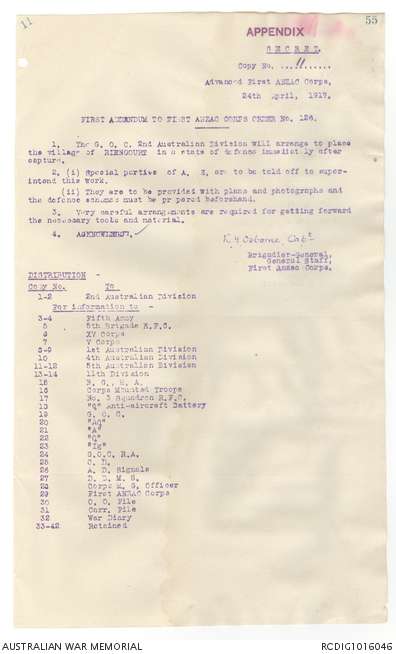 11
55
APPENDIX
SECRET.
Copy No. ...11......
Advanced First ANZAC Corps,
24th April, 1917.
FIRST ADDENDUM TO FIRST ANZAC CORPS ORDER No. 126.
1. The G. O. C. 2nd Australian Division will arrange to place
the village of RIENCOURT in a state of defence immediately after
capture.
2. (i) Special parties of A. E. are to be told off to super-
intend this work.
(ii) They are to be provided with plans and photographs and
the defence schemes must be prepared beforehand.
3. Very careful arrangements are required for getting forward
the necessary tools and material.
4. ACKNOWLEDGE.
Osborne Capt
Brigadier-General,
General Staff,
First Anzac Corps.
DISTRIBUTION -
Copy No. To
1-2 2nd Australian Division
For information to -
3-4 Fifth Army
5 5th Brigade R.F.C.
6 XV Corps
7 V Corps
8-9 1st Australian Division
10 4th Australian Division
11-12 5th Australian Division
13-14 11th Division
15 B. G., H. A.
16 Corps Mounted Troops
17 No. 3 Squadron R.F.C.
18 "Q" Anti-aircraft Battery
19 G. O. C.
20 "AQ"
21 "A"
22 "Q"
23 "Ig"
24 G.O.C. R.A.
25 C. E.
26 A. D. Signals
27 D. D. M. S.
28 Corps M. G. Officer
29 First ANZAC Corps
30 O. O. File
31 Corr. File
32 War Diary
33-42 Retained
AUSTRALIAN WAR MEMORIAL
RCDIG1016046